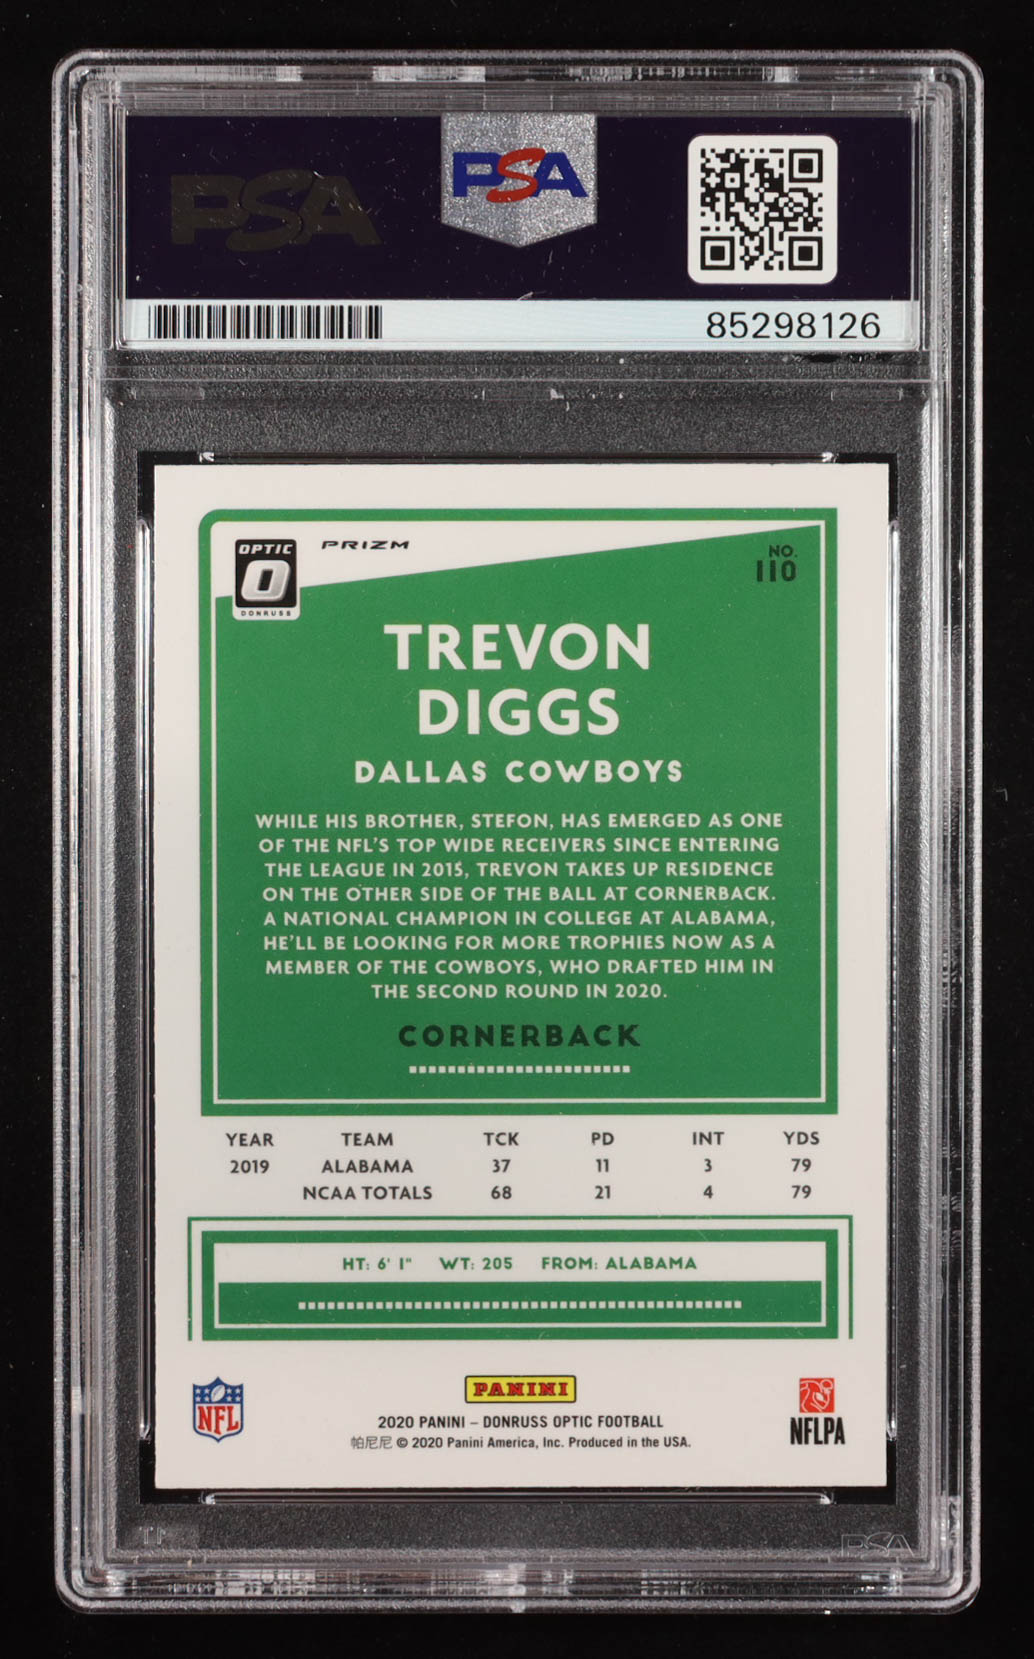 PSA
PSA
85298126
OPTIC
O
DONRUSS
PRIZM
NO.
110
TREVON
DIGGS
DALLAS COWBOYS
WHILE HIS BROTHER, STEFON, HAS EMERGED AS ONE
OF THE NFL'S TOP WIDE RECEIVERS SINCE ENTERING
THE LEAGUE IN 2015, TREVON TAKES UP RESIDENCE
ON THE OTHER SIDE OF THE BALL AT CORNERBACK.
A NATIONAL CHAMPION IN COLLEGE AT ALABAMA,
HE'LL BE LOOKING FOR MORE TROPHIES NOW AS A
MEMBER OF THE COWBOYS, WHO DRAFTED HIM IN
THE SECOND ROUND IN 2020.
CORNERBACK
YEAR TEAM TCK PD INT YDS
2019 ALABAMA 37 11 3 79
NCAA TOTALS 68 21 4 79
HT: 6' 1" WT: 205 FROM: ALABAMA
NFL
PANINI
2020 PANINI – DONRUSS OPTIC FOOTBALL
帕尼尼 © 2020 Panini America, Inc. Produced in the USA.
NFLPA
PSA